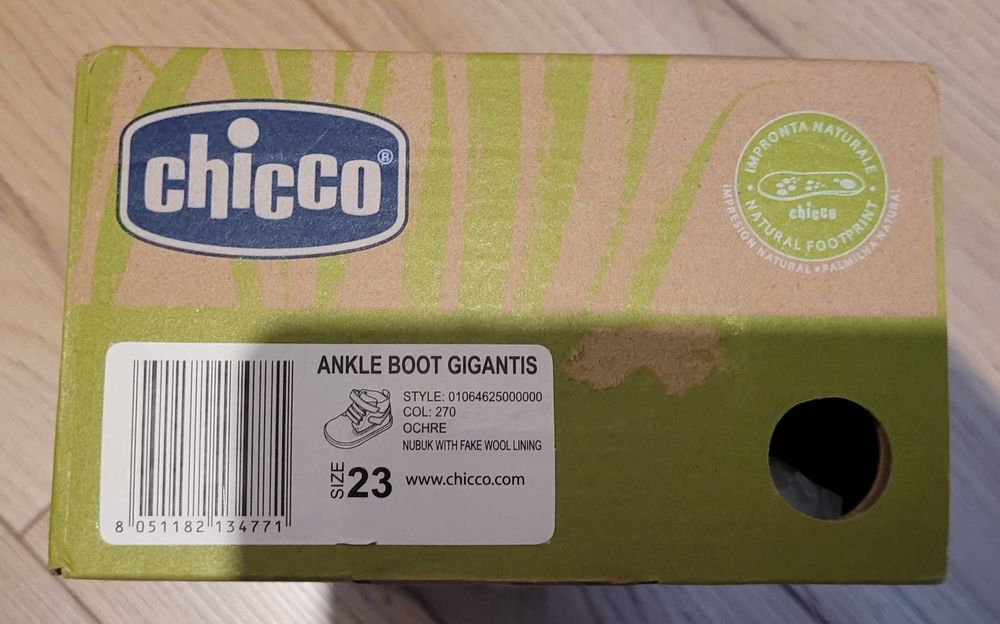 chicco®
IMPRONTA NATURALE
• NATURAL FOOTPRINT •
chicco
IMPRESIÓN NATURAL • PALMILHA NATURAL
ANKLE BOOT GIGANTIS
STYLE: 01064625000000
COL: 270
OCHRE
NUBUK WITH FAKE WOOL LINING
SIZE 23
www.chicco.com
8 051182 134771